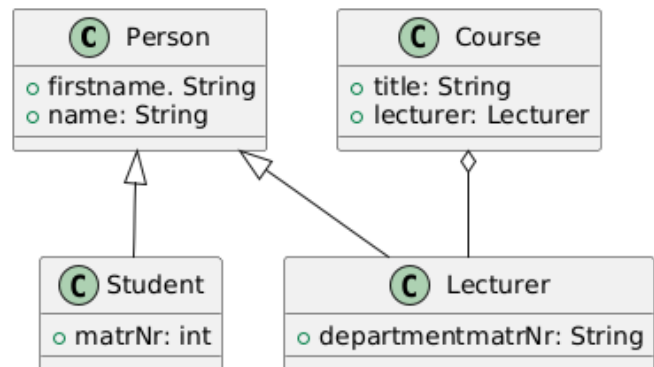 C Person
firstname. String
name: String
C Course
title: String
lecturer: Lecturer
C Student
matrNr: int
C Lecturer
departmentmatrNr: String